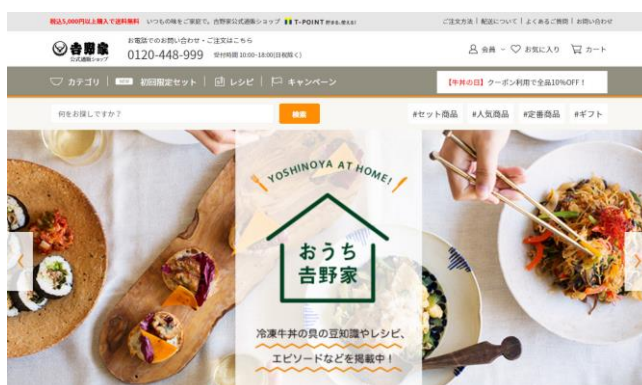 税込5,000円以上購入で送料無料 いつもの味をご家庭で。吉野家公式通販ショップ T-POINT 貯まる、使える!
ご注文方法 | 配送について | よくあるご質問 | お問い合わせ
吉野家
公式通販ショップ
お電話でのお問い合わせ・ご注文はこちら
0120-448-999 受付時間 10:00-18:00(日祝除く)
会員 お気に入り カート
カテゴリ | NEW 初回限定セット | レシピ | キャンペーン
【牛丼の日】クーポン利用で全品10%OFF!
何をお探しですか?
検索
#セット商品 #人気商品 #定番商品 #ギフト
YOSHINOYA AT HOME!
おうち
吉野家
冷凍牛丼の具の豆知識やレシピ、
エピソードなどを掲載中!